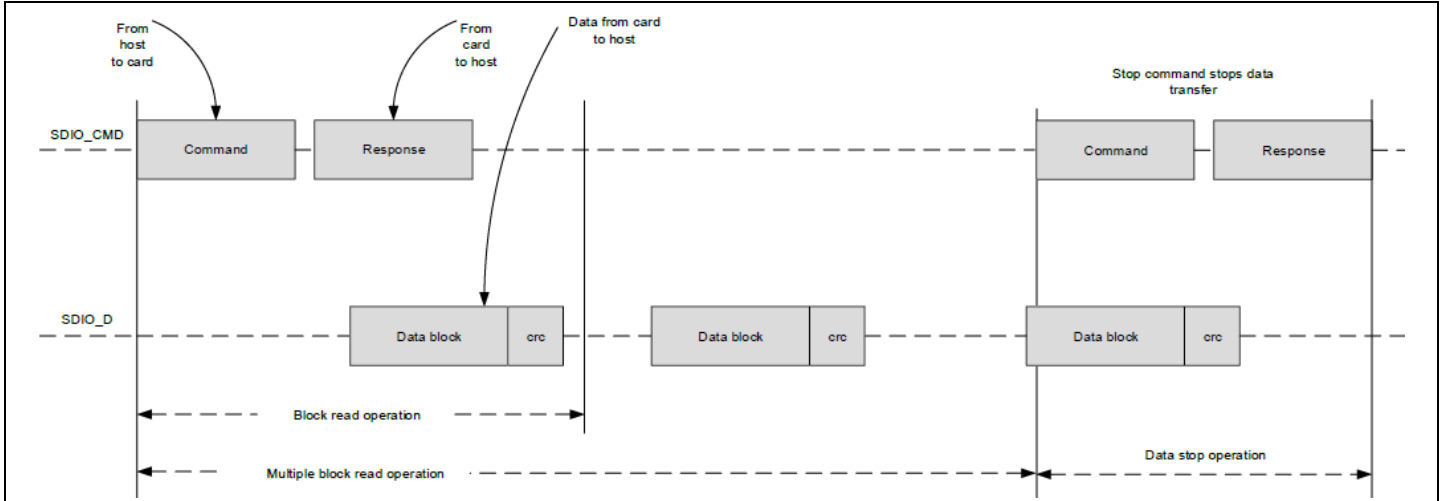 From
host
to card
From
card
to host
Data from card
to host
Stop command stops data
transfer
SDIO_CMD
Command
Response
Command
Response
SDIO_D
Data block
crc
Data block
crc
Data block
crc
Block read operation
Multiple block read operation
Data stop operation